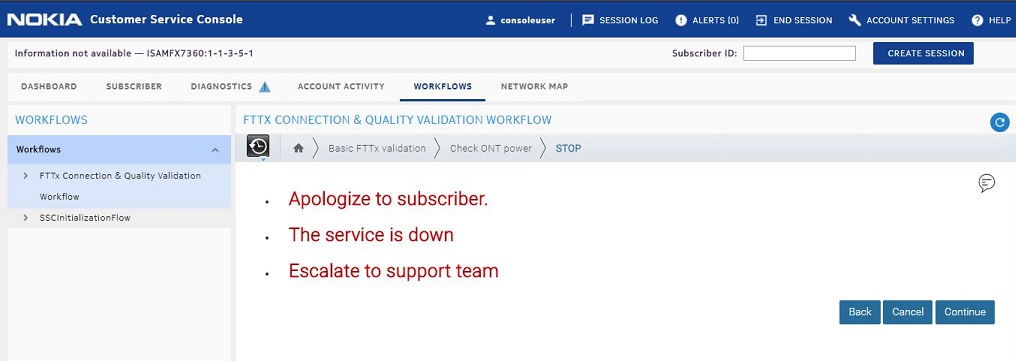 NOKIA Customer Service Console
consoleuser
SESSION LOG
ALERTS (0)
END SESSION
ACCOUNT SETTINGS
HELP
Information not available — ISAMFX7360:1-1-3-5-1
Subscriber ID:
CREATE SESSION
DASHBOARD
SUBSCRIBER
DIAGNOSTICS
ACCOUNT ACTIVITY
WORKFLOWS
NETWORK MAP
WORKFLOWS
Workflows
FTTx Connection & Quality Validation
Workflow
SSCInitializationFlow
FTTX CONNECTION & QUALITY VALIDATION WORKFLOW
Basic FTTx validation
Check ONT power
STOP
• Apologize to subscriber.
• The service is down
• Escalate to support team
Back
Cancel
Continue